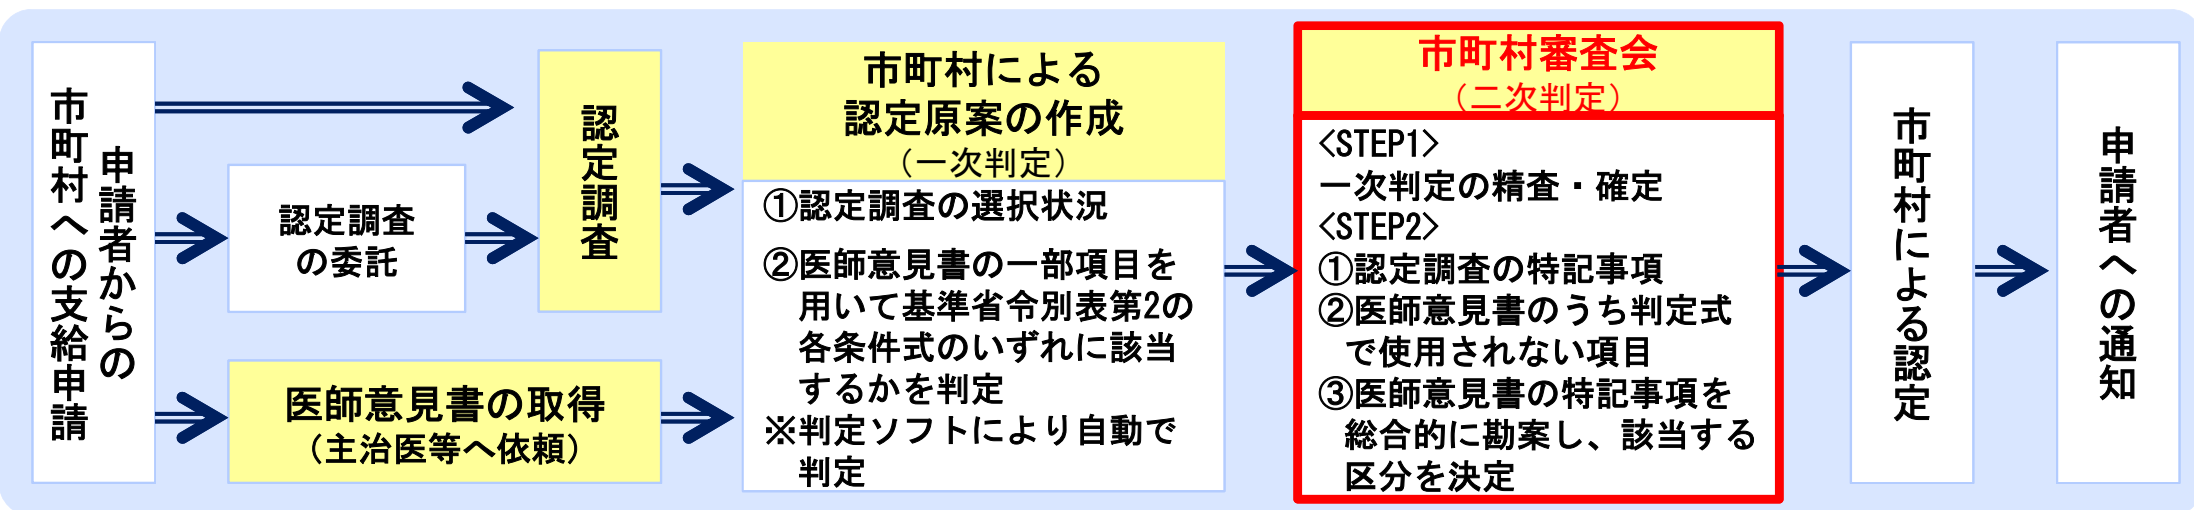 申請者からの
市町村への支給申請
認定調査
の委託
認定調査
医師意見書の取得
（主治医等へ依頼）
市町村による
認定原案の作成
（一次判定）
①認定調査の選択状況
②医師意見書の一部項目を
用いて基準省令別表第2の
各条件式のいずれに該当
するかを判定
※判定ソフトにより自動で
判定
市町村審査会
（二次判定）
<STEP1>
一次判定の精査・確定
<STEP2>
①認定調査の特記事項
②医師意見書のうち判定式
で使用されない項目
③医師意見書の特記事項を
総合的に勘案し、該当する
区分を決定
市町村による認定
申請者への通知